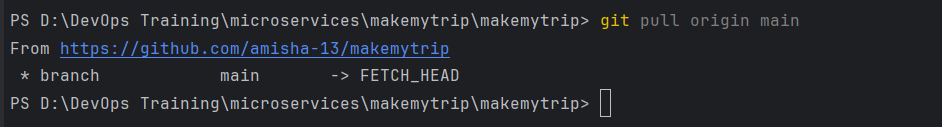 PS D:\DevOps Training\microservices\makemytrip\makemytrip> git pull origin main
From https://github.com/amisha-13/makemytrip
 * branch            main       -> FETCH_HEAD
PS D:\DevOps Training\microservices\makemytrip\makemytrip>